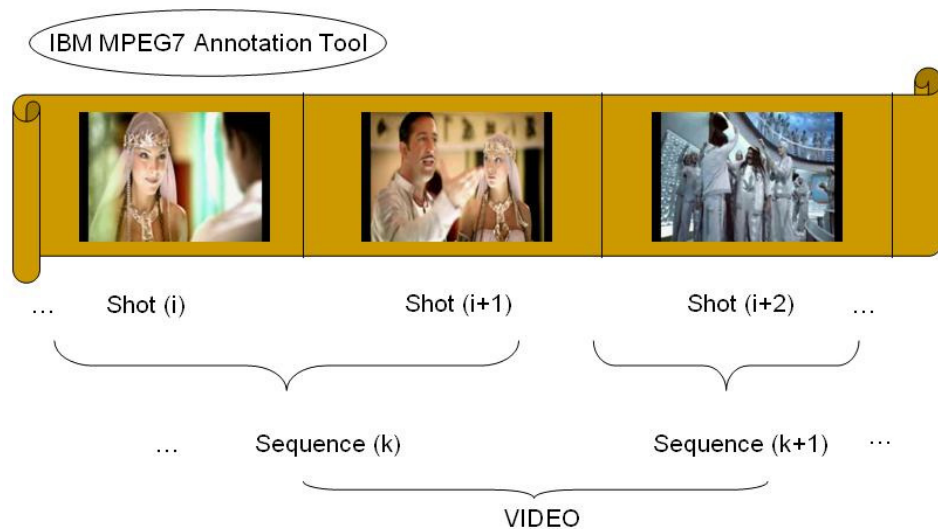 IBM MPEG7 Annotation Tool
... Shot (i) Shot (i+1) Shot (i+2) ...
... Sequence (k) Sequence (k+1) ...
VIDEO